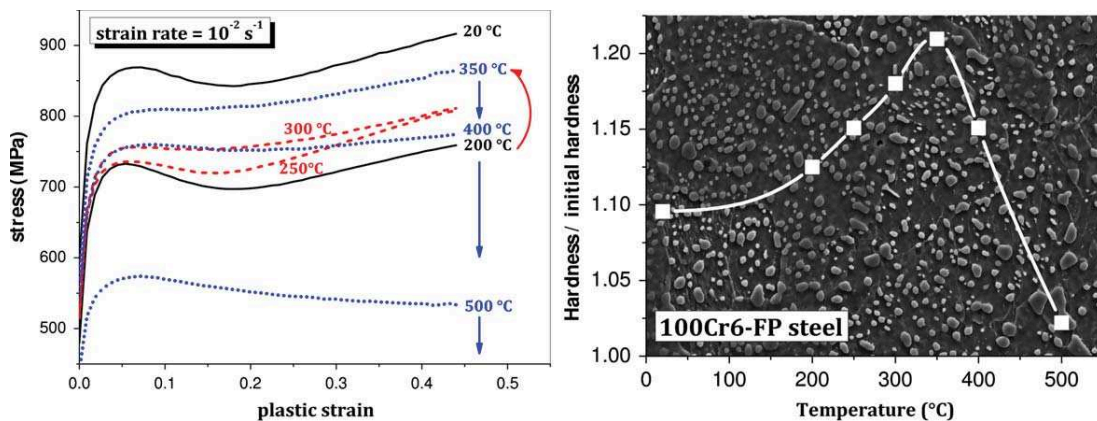 strain rate = 10⁻² s⁻¹
900
800
700
600
500
stress (MPa)
20 °C
350 °C
300 °C
400 °C
200 °C
250 °C
500 °C
0.0 0.1 0.2 0.3 0.4 0.5
plastic strain
1.20
1.15
1.10
1.05
1.00
Hardness/ initial hardness
100Cr6-FP steel
0 100 200 300 400 500
Temperature (°C)